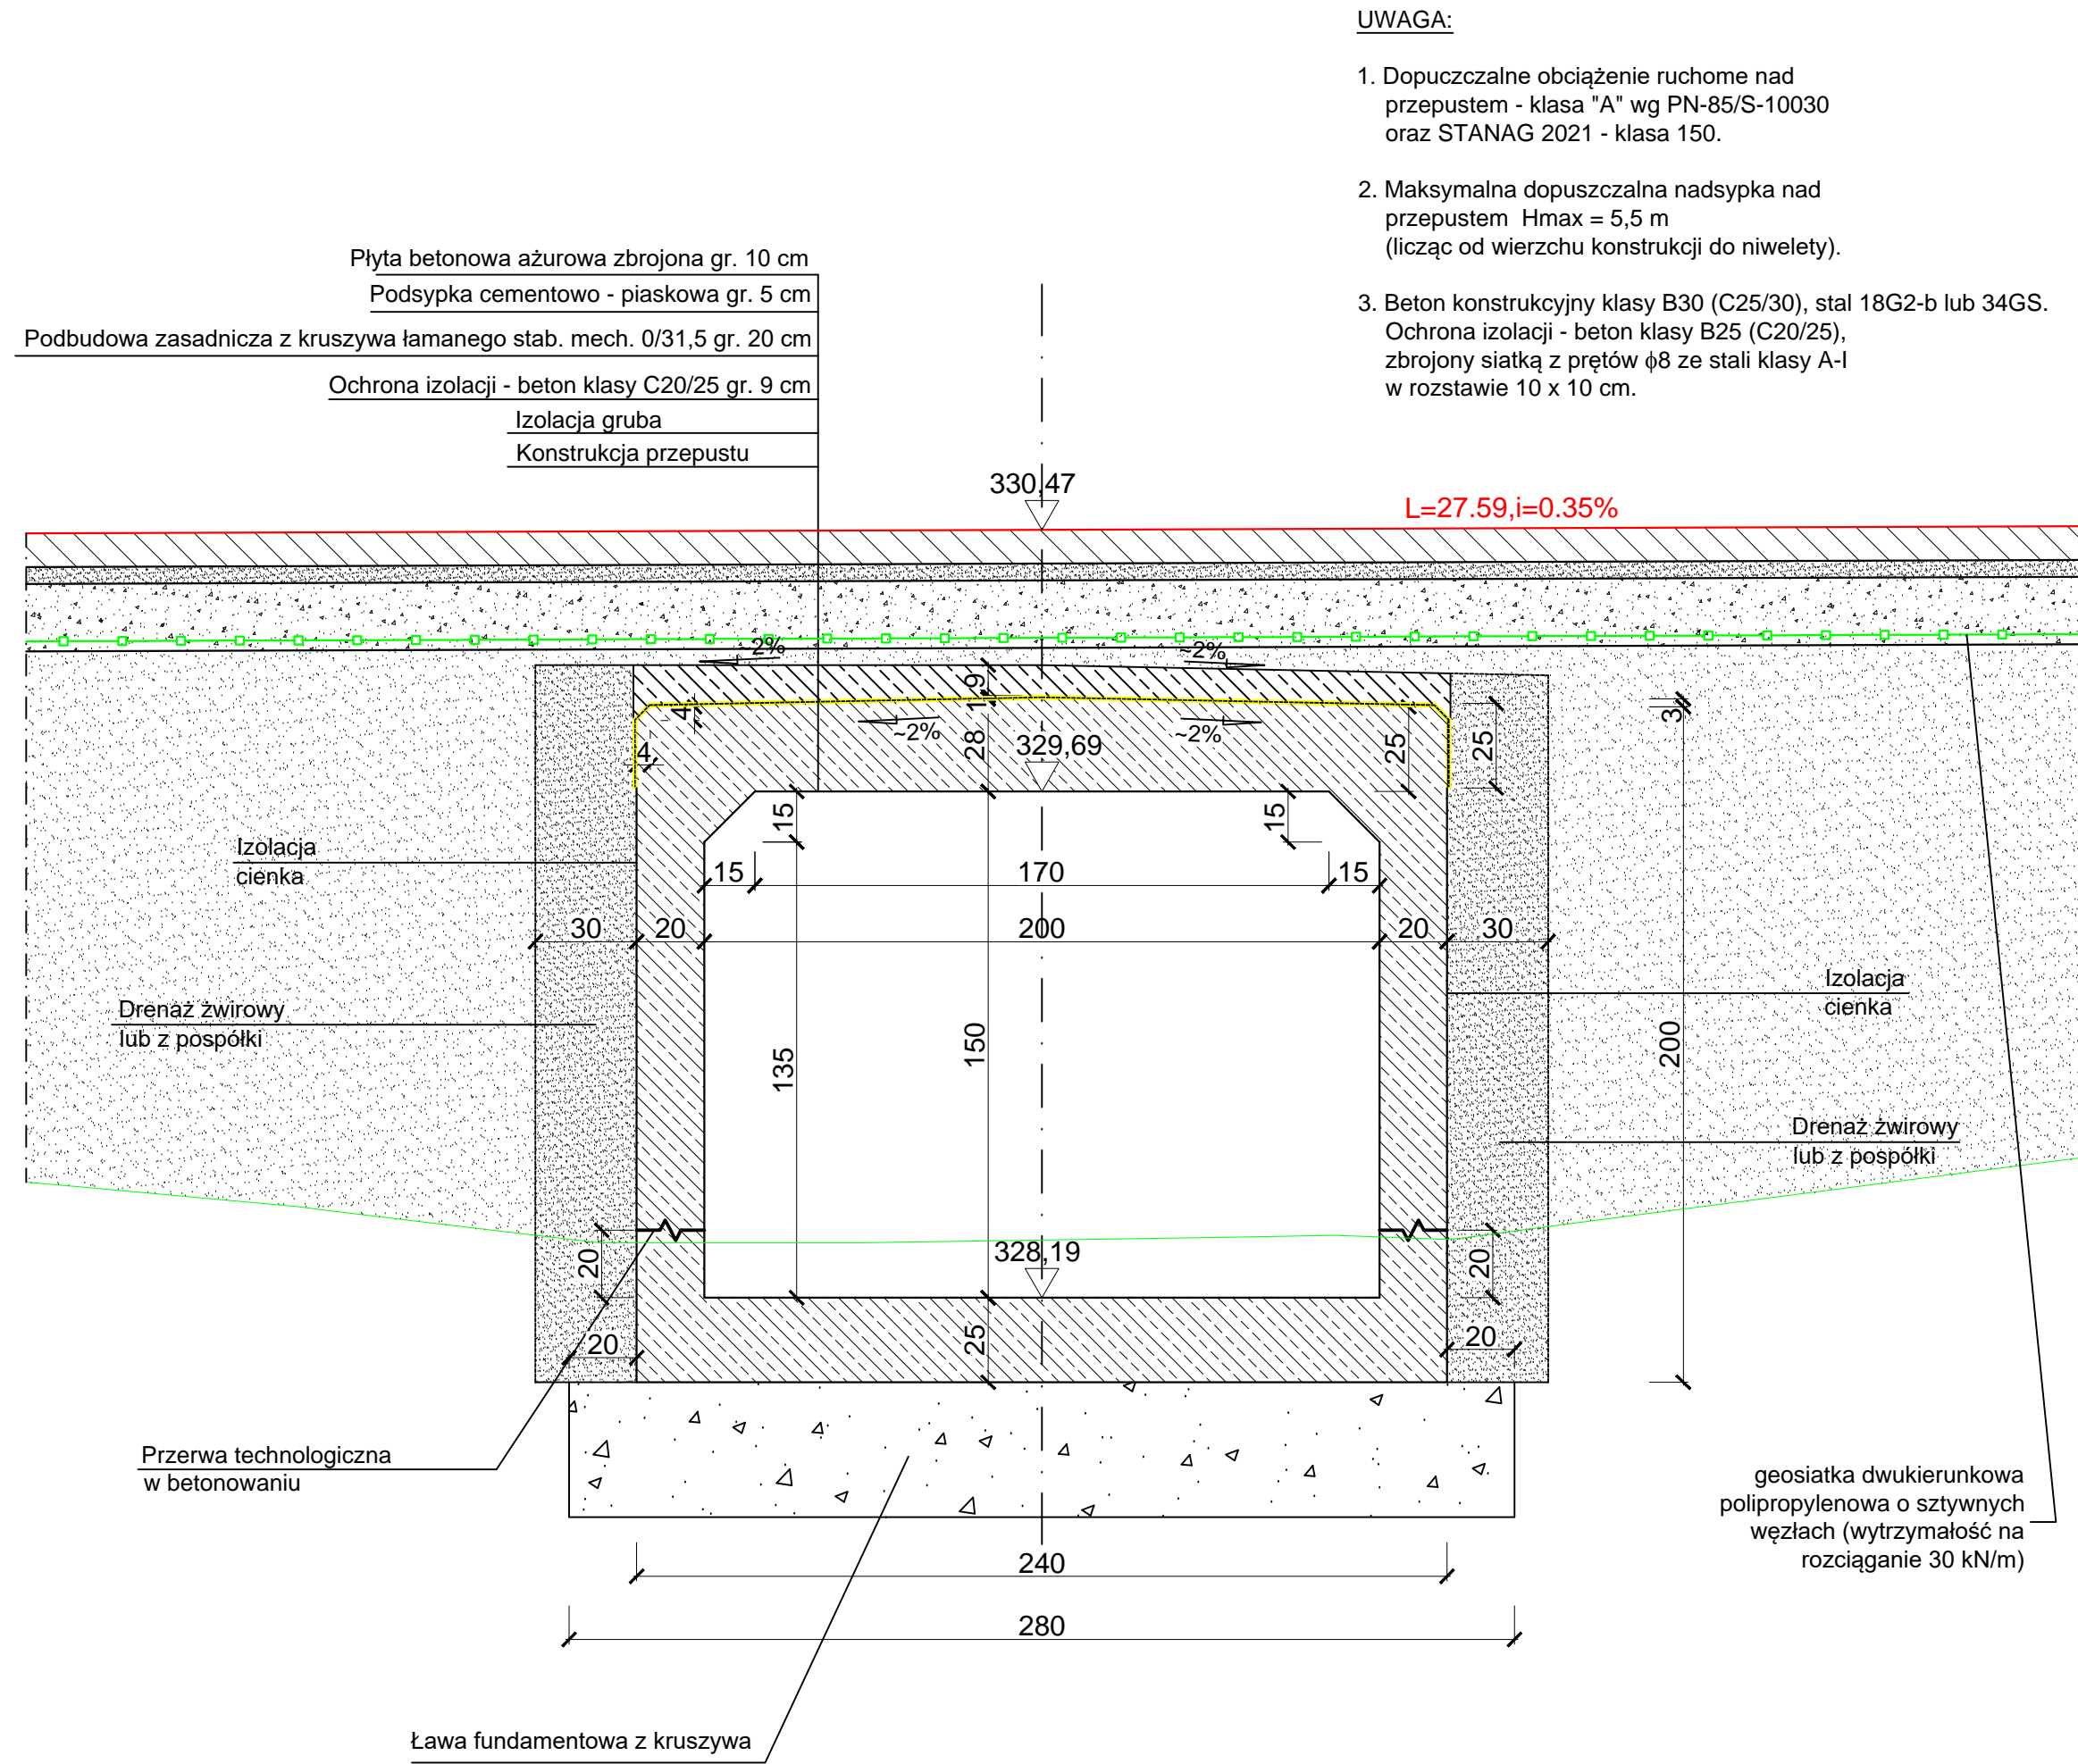 UWAGA:
1. Dopuczczalne obciążenie ruchome nad
przepustem - klasa "A" wg PN-85/S-10030
oraz STANAG 2021 - klasa 150.
2. Maksymalna dopuszczalna nadsypka nad
przepustem Hmax = 5,5 m
(licząc od wierzchu konstrukcji do niwelety).
3. Beton konstrukcyjny klasy B30 (C25/30), stal 18G2-b lub 34GS.
Ochrona izolacji - beton klasy B25 (C20/25),
zbrojony siatką z prętów ϕ8 ze stali klasy A-I
w rozstawie 10 x 10 cm.
Płyta betonowa ażurowa zbrojona gr. 10 cm
Podsypka cementowo - piaskowa gr. 5 cm
Podbudowa zasadnicza z kruszywa łamanego stab. mech. 0/31,5 gr. 20 cm
Ochrona izolacji - beton klasy C20/25 gr. 9 cm
Izolacja gruba
Konstrukcja przepustu
330,47
L=27.59,i=0.35%
~2%
~2%
1
9
4
4
~2%
~2%
28
329,69
25
25
3
15
15
15
170
15
Izolacja
cienka
30
20
200
20
30
Izolacja
cienka
Drenaż żwirowy
lub z pospółki
135
150
200
Drenaż żwirowy
lub z pospółki
20
328,19
20
20
25
20
Przerwa technologiczna
w betonowaniu
geosiatka dwukierunkowa
polipropylenowa o sztywnych
węzłach (wytrzymałość na
rozciąganie 30 kN/m)
240
280
Ława fundamentowa z kruszywa